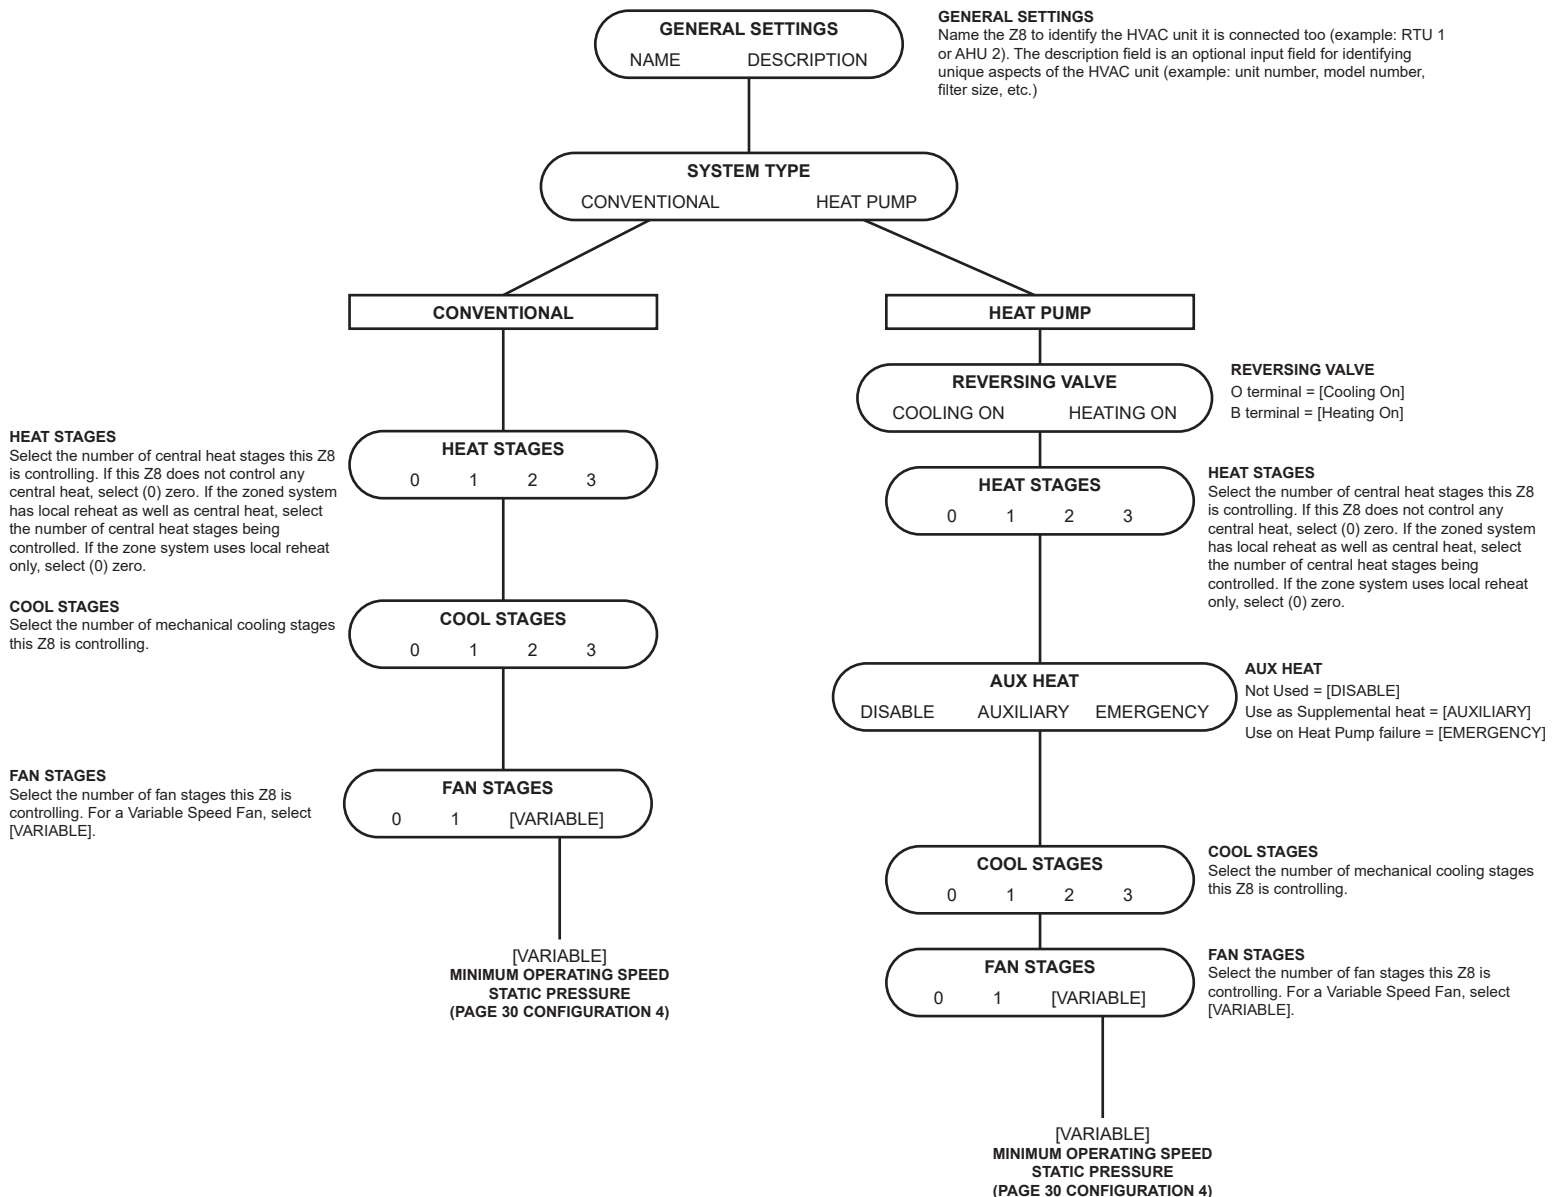 GENERAL SETTINGS
NAME DESCRIPTION
GENERAL SETTINGS
Name the Z8 to identify the HVAC unit it is connected too (example: RTU 1
or AHU 2). The description field is an optional input field for identifying
unique aspects of the HVAC unit (example: unit number, model number,
filter size, etc.)
SYSTEM TYPE
CONVENTIONAL HEAT PUMP
CONVENTIONAL
HEAT STAGES
Select the number of central heat stages this Z8
is controlling. If this Z8 does not control any
central heat, select (0) zero. If the zoned system
has local reheat as well as central heat, select
the number of central heat stages being
controlled. If the zone system uses local reheat
only, select (0) zero.
HEAT STAGES
0 1 2 3
COOL STAGES
Select the number of mechanical cooling stages
this Z8 is controlling.
COOL STAGES
0 1 2 3
FAN STAGES
Select the number of fan stages this Z8 is
controlling. For a Variable Speed Fan, select
[VARIABLE].
FAN STAGES
0 1 [VARIABLE]
[VARIABLE]
MINIMUM OPERATING SPEED
STATIC PRESSURE
(PAGE 30 CONFIGURATION 4)
HEAT PUMP
REVERSING VALVE
COOLING ON HEATING ON
REVERSING VALVE
O terminal = [Cooling On]
B terminal = [Heating On]
HEAT STAGES
0 1 2 3
HEAT STAGES
Select the number of central heat stages this Z8
is controlling. If this Z8 does not control any
central heat, select (0) zero. If the zoned system
has local reheat as well as central heat, select
the number of central heat stages being
controlled. If the zone system uses local reheat
only, select (0) zero.
AUX HEAT
DISABLE AUXILIARY EMERGENCY
AUX HEAT
Not Used = [DISABLE]
Use as Supplemental heat = [AUXILIARY]
Use on Heat Pump failure = [EMERGENCY]
COOL STAGES
0 1 2 3
COOL STAGES
Select the number of mechanical cooling stages
this Z8 is controlling.
FAN STAGES
0 1 [VARIABLE]
FAN STAGES
Select the number of fan stages this Z8 is
controlling. For a Variable Speed Fan, select
[VARIABLE].
[VARIABLE]
MINIMUM OPERATING SPEED
STATIC PRESSURE
(PAGE 30 CONFIGURATION 4)